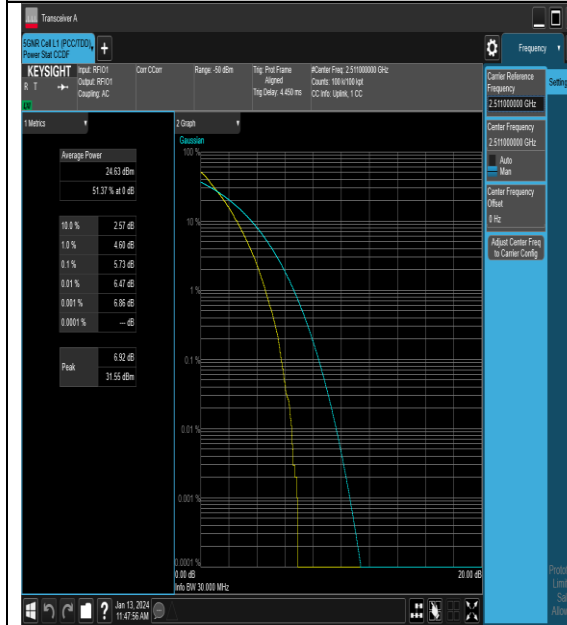 Transceiver A
5GNR Cell L1 (PCC/TDD)
Power Stat CCDF
Frequency
KEYSIGHT
R T
LV
Input: RFIO1
Output: RFIO1
Coupling: AC
Corr CCorr
Range: -50 dBm
Trig: Prot Frame
Aligned
Trig Delay: 4.450 ms
#Center Freq: 2.511000000 GHz
Counts: 100 k/100 kpt
CC Info: Uplink, 1 CC
Carrier Reference
Frequency
2.511000000 GHz
Setting
Center Frequency
2.511000000 GHz
Auto
Man
Center Frequency
Offset
0 Hz
Adjust Center Freq
to Carrier Config
1 Metrics
Average Power
24.63 dBm
51.37 % at 0 dB
10.0 % 2.57 dB
1.0 % 4.60 dB
0.1 % 5.73 dB
0.01 % 6.47 dB
0.001 % 6.86 dB
0.0001 % --- dB
Peak
6.92 dB
31.55 dBm
2 Graph
Gaussian
100 %
10 %
1 %
0.1 %
0.01 %
0.001 %
0.0001 %
0.00 dB
20.00 dB
Info BW 30.000 MHz
Jan 13, 2024
11:47:56 AM